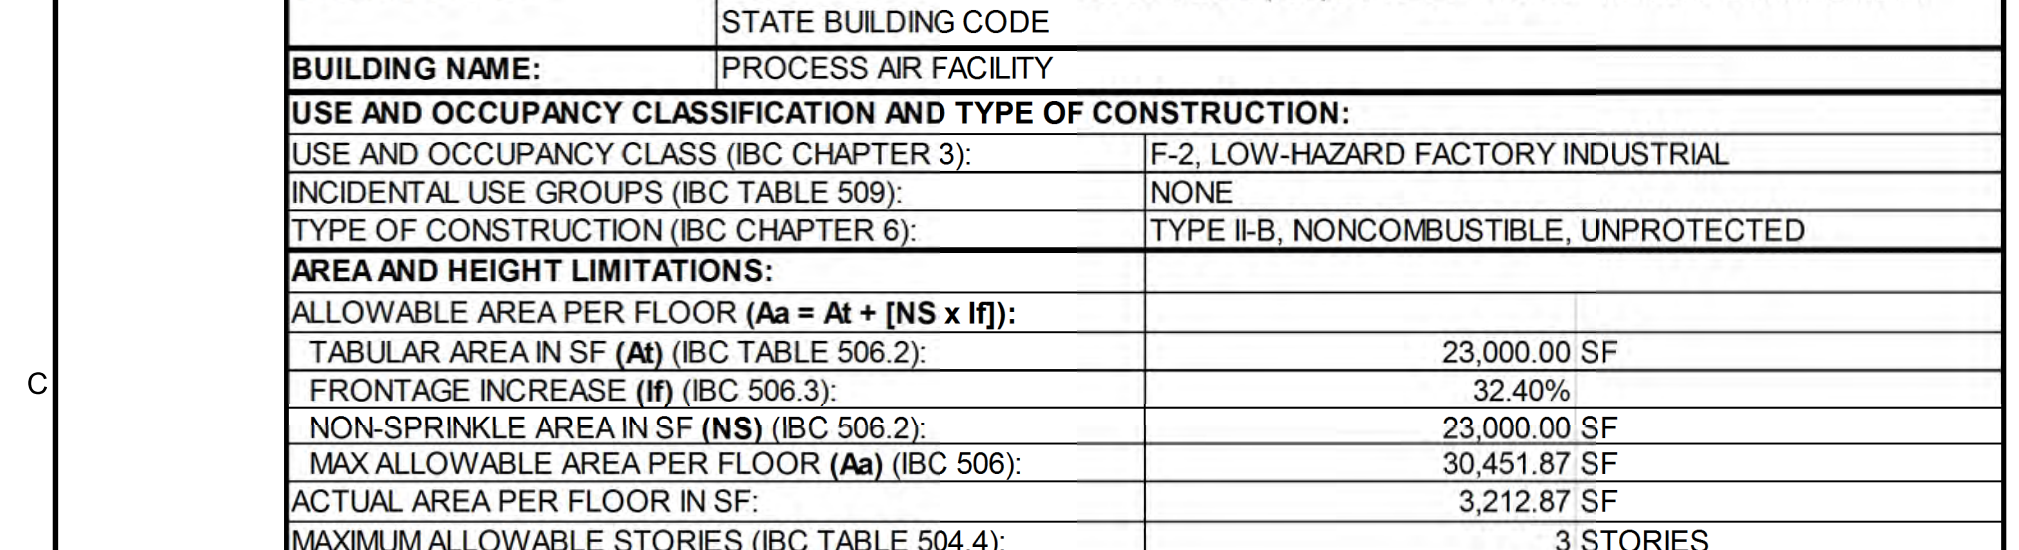 STATE BUILDING CODE
BUILDING NAME: PROCESS AIR FACILITY
USE AND OCCUPANCY CLASSIFICATION AND TYPE OF CONSTRUCTION:
USE AND OCCUPANCY CLASS (IBC CHAPTER 3): F-2, LOW-HAZARD FACTORY INDUSTRIAL
INCIDENTAL USE GROUPS (IBC TABLE 509): NONE
TYPE OF CONSTRUCTION (IBC CHAPTER 6): TYPE II-B, NONCOMBUSTIBLE, UNPROTECTED
AREA AND HEIGHT LIMITATIONS:
ALLOWABLE AREA PER FLOOR (Aa = At + [NS x If]):
TABULAR AREA IN SF (At) (IBC TABLE 506.2): 23,000.00 SF
C
FRONTAGE INCREASE (If) (IBC 506.3): 32.40%
NON-SPRINKLE AREA IN SF (NS) (IBC 506.2): 23,000.00 SF
MAX ALLOWABLE AREA PER FLOOR (Aa) (IBC 506): 30,451.87 SF
ACTUAL AREA PER FLOOR IN SF: 3,212.87 SF
MAXIMUM ALLOWABLE STORIES (IBC TABLE 504.4): 3 STORIES